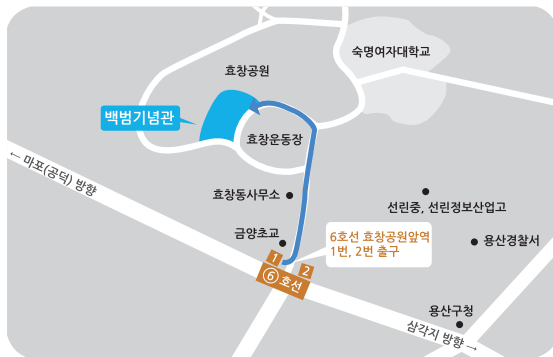 숙명여자대학교
효창공원
백범기념관
효창운동장
← 마포(공덕) 방향
효창동사무소
선린중, 선린정보산업고
금양초교
6호선 효창공원앞역
1번, 2번 출구
용산경찰서
1
2
6 호선
용산구청
삼각지 방향 →